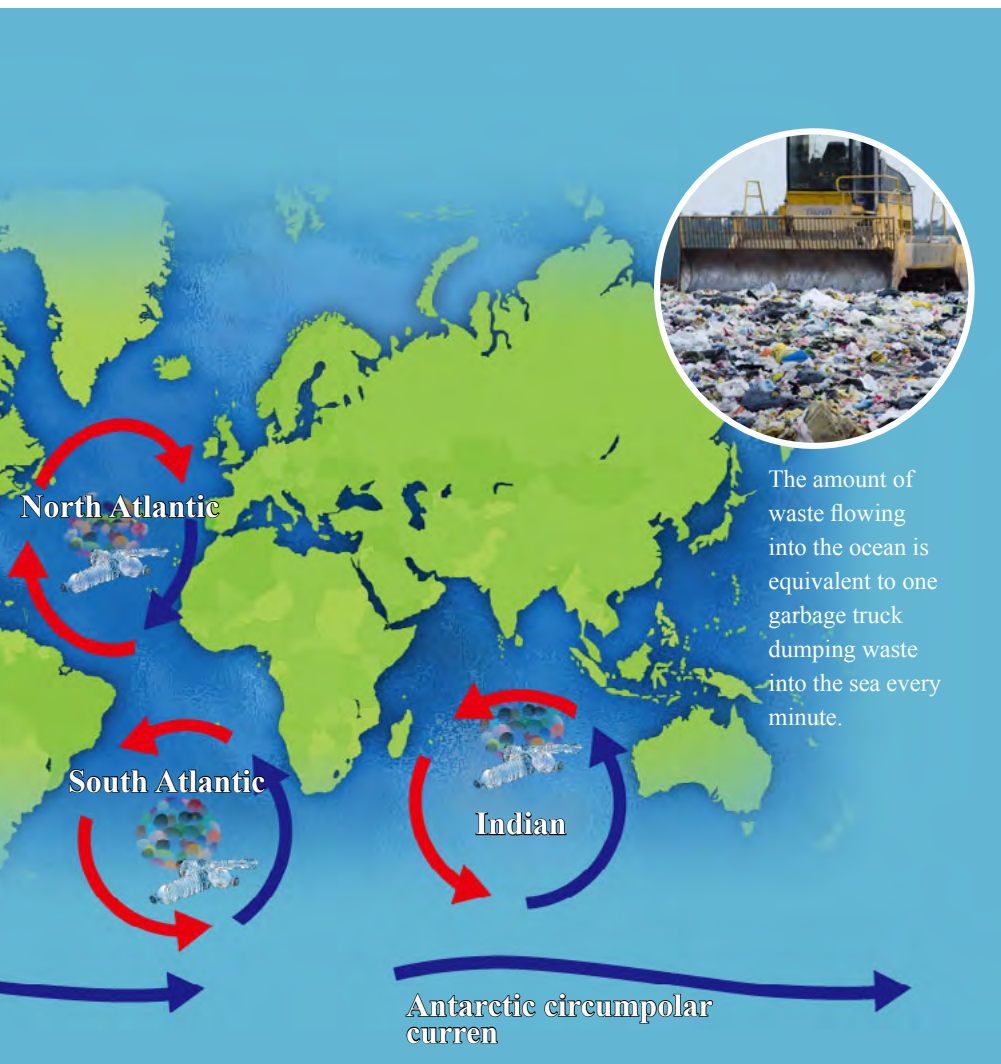 North Atlantic
The amount of
waste flowing
into the ocean is
equivalent to one
garbage truck
dumping waste
into the sea every
minute.
South Atlantic
Indian
Antarctic circumpolar
curren